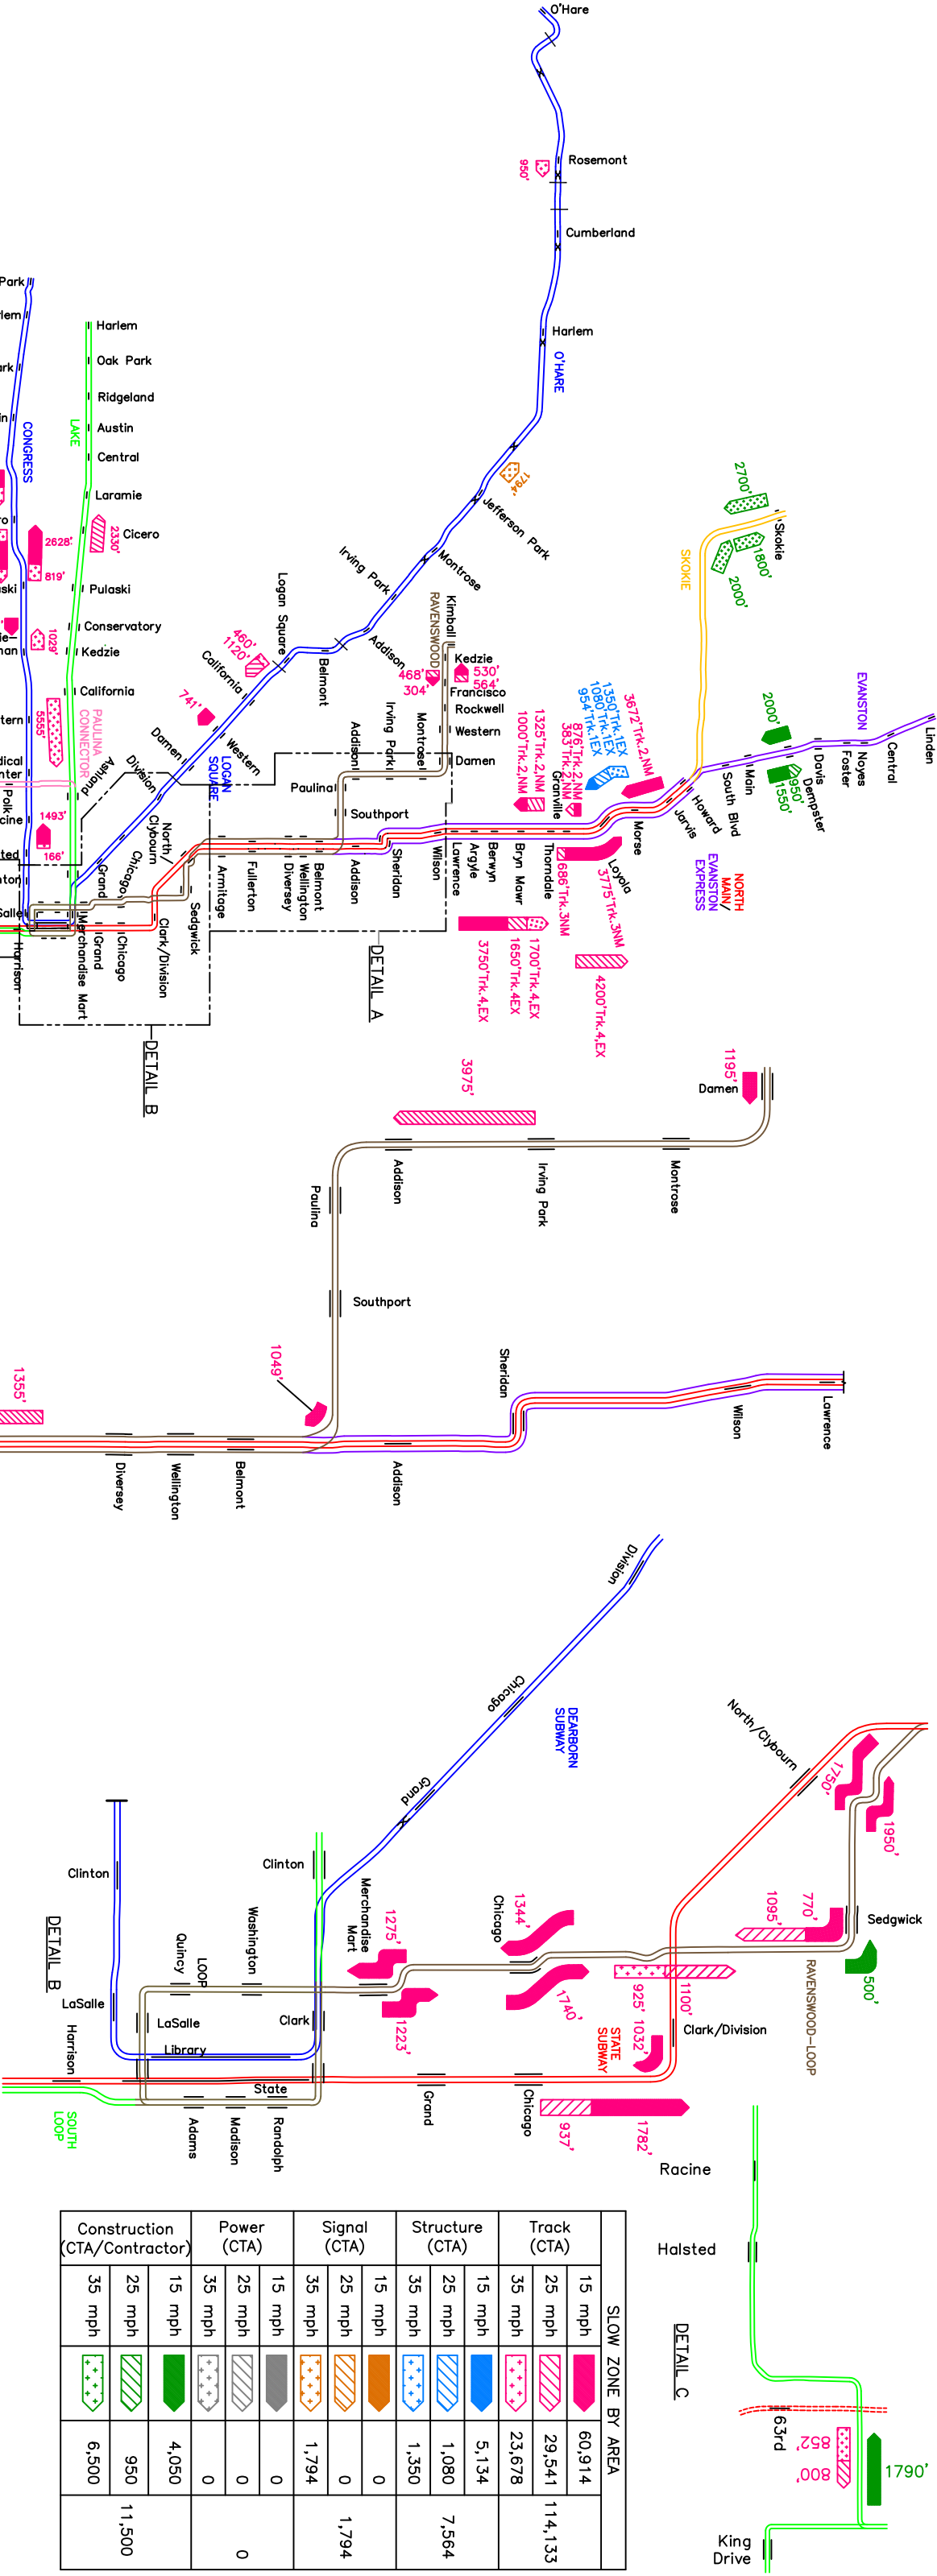 O'Hare
Rosemont
950'
Cumberland
Harlem
O'HARE
Park
Harlem
Oak Park
Ridgeland
Austin
Central
Laramie
LAKE
CONGRESS
Cicero
2330'
2628'
819'
Pulaski
Conservatory
Kedzie
1029'
California
5555'
PAULINA
CONNECTOR
Ashland
Polk
1493'
166'
1794'
Jefferson Park
Montrose
Irving Park
Addison
Logan Square
Belmont
460'
1120'
California
741'
Western
Damen
LOGAN
SQUARE
Division
Chicago
Grand
North/
Clybourn
Kimball
RAVENSWOOD
Kedzie
468'
304'
530'
564'
Francisco
Rockwell
Western
Damen
Montrose
Irving Park
Addison
Paulina
Southport
Skokie
SKOKIE
2700'
1800'
2000'
Linden
Central
EVANSTON
Noyes
Foster
Davis
Dempster
2000'
950'
1550'
Main
South Blvd
Howard
Jarvis
NORTH
MAIN/
EVANSTON
EXPRESS
3672'Trk.2,NM
1350'Trk.1EX
1080'Trk.1EX
954'Trk.1EX
876'Trk.2,NM
383'Trk.2,NM
1325'Trk.2,NM
1000'Trk.2,NM
Morse
Loyola
Granville
Thorndale
Bryn Mawr
Berwyn
Argyle
Lawrence
Wilson
Sheridan
Addison
Belmont
Wellington
Diversey
Fullerton
Armitage
Sedgwick
Clark/Division
Chicago
Grand
Merchandise Mart
Harrison
686'Trk.3NM
3775'Trk.3NM
4200'Trk.4,EX
1700'Trk.4,EX
1650'Trk.4EX
3750'Trk.4,EX
DETAIL A
DETAIL B
1195'
Damen
Montrose
Irving Park
Addison
3975'
Paulina
Southport
1049'
1355'
Lawrence
Wilson
Sheridan
Addison
Belmont
Wellington
Diversey
Division
Chicago
Grand
DEARBORN
SUBWAY
North/Clybourn
1750'
1950'
Sedgwick
770'
1095'
500'
RAVENSWOOD-LOOP
Chicago
1344'
1740'
925'
1100'
1032'
STATE
SUBWAY
Clark/Division
Merchandise
Mart
1275'
1223'
Clinton
Clinton
Washington
LOOP
Quincy
Clark
LaSalle
LaSalle
Library
Harrison
State
Grand
Chicago
937'
1782'
Randolph
Madison
Adams
SOUTH
LOOP
DETAIL B
Racine
Halsted
DETAIL C
63rd
852'
800'
1790'
King
Drive
SLOW ZONE BY AREA
Track
(CTA)
15 mph 60,914
25 mph 29,541
35 mph 23,678
114,133
Structure
(CTA)
15 mph 5,134
25 mph 1,080
35 mph 1,350
7,564
Signal
(CTA)
15 mph 0
25 mph 0
35 mph 1,794
1,794
Power
(CTA)
15 mph 0
25 mph 0
35 mph 0
0
Construction
(CTA/Contractor)
15 mph 4,050
25 mph 950
35 mph 6,500
11,500